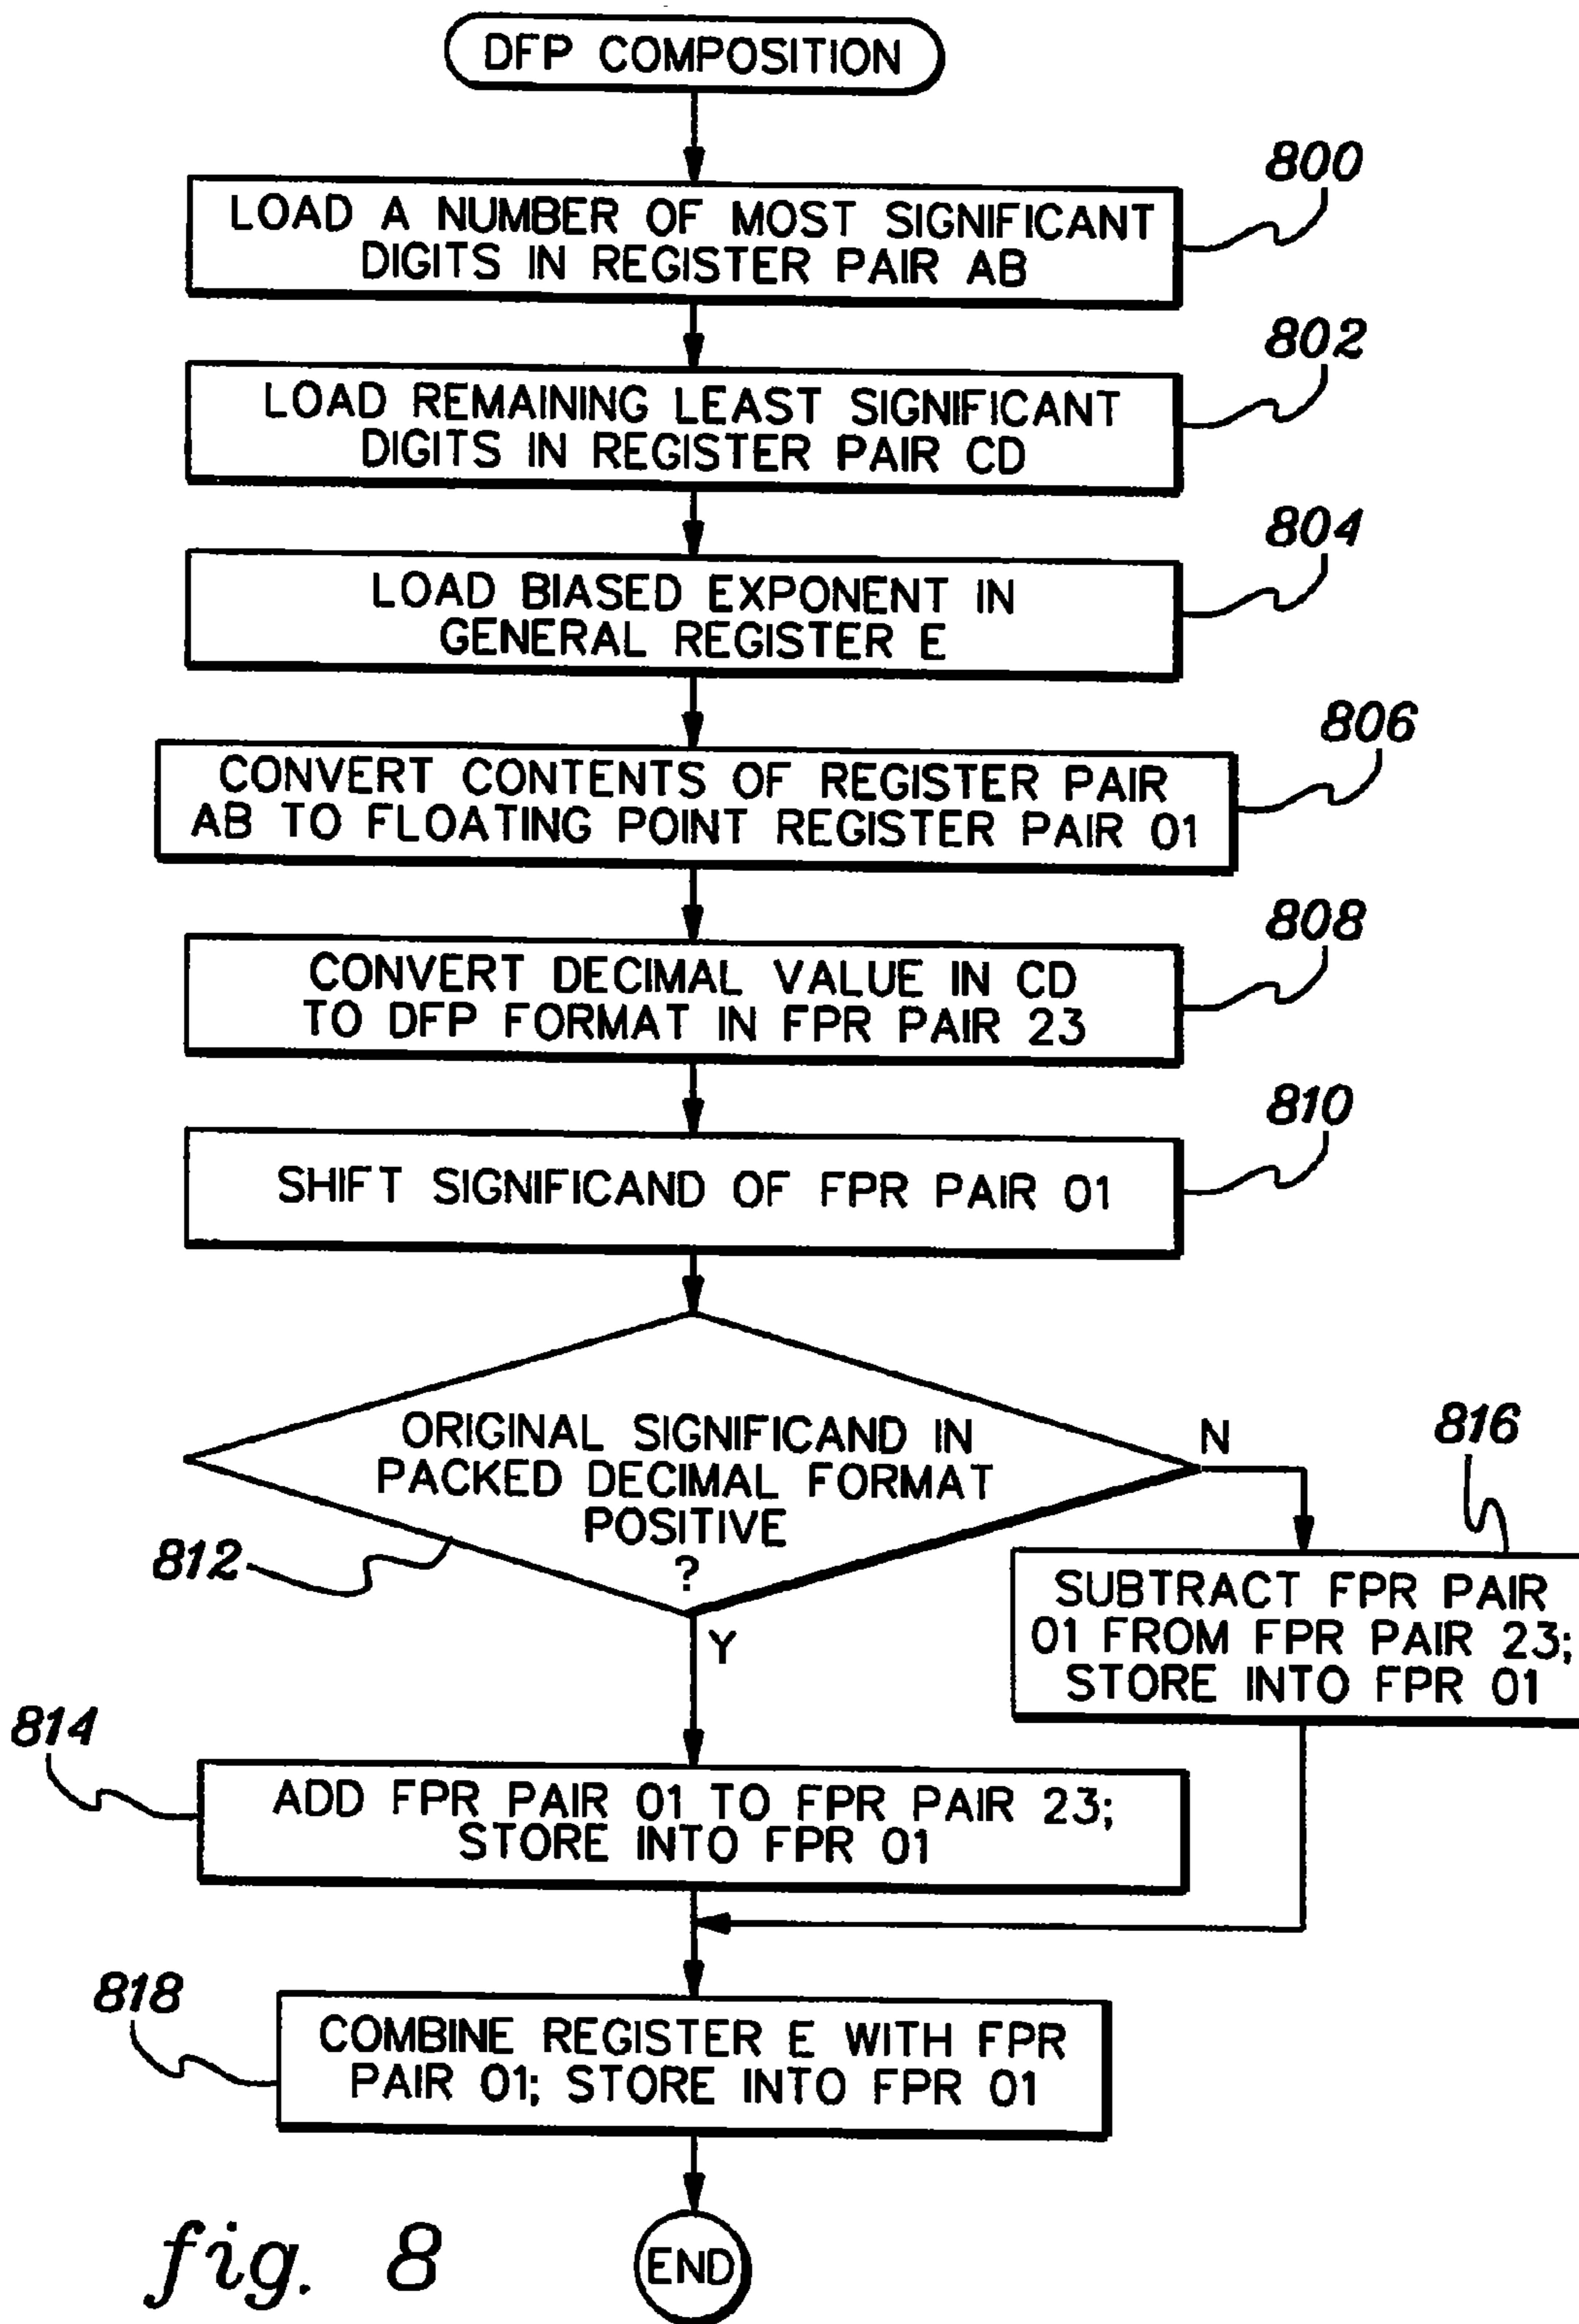 DFP COMPOSITION
800
LOAD A NUMBER OF MOST SIGNIFICANT
DIGITS IN REGISTER PAIR AB
802
LOAD REMAINING LEAST SIGNIFICANT
DIGITS IN REGISTER PAIR CD
804
LOAD BIASED EXPONENT IN
GENERAL REGISTER E
806
CONVERT CONTENTS OF REGISTER PAIR
AB TO FLOATING POINT REGISTER PAIR 01
808
CONVERT DECIMAL VALUE IN CD
TO DFP FORMAT IN FPR PAIR 23
810
SHIFT SIGNIFICAND OF FPR PAIR 01
ORIGINAL SIGNIFICAND IN
PACKED DECIMAL FORMAT
POSITIVE
?
812
N
Y
816
SUBTRACT FPR PAIR
01 FROM FPR PAIR 23;
STORE INTO FPR 01
814
ADD FPR PAIR 01 TO FPR PAIR 23;
STORE INTO FPR 01
818
COMBINE REGISTER E WITH FPR
PAIR 01; STORE INTO FPR 01
END
fig. 8